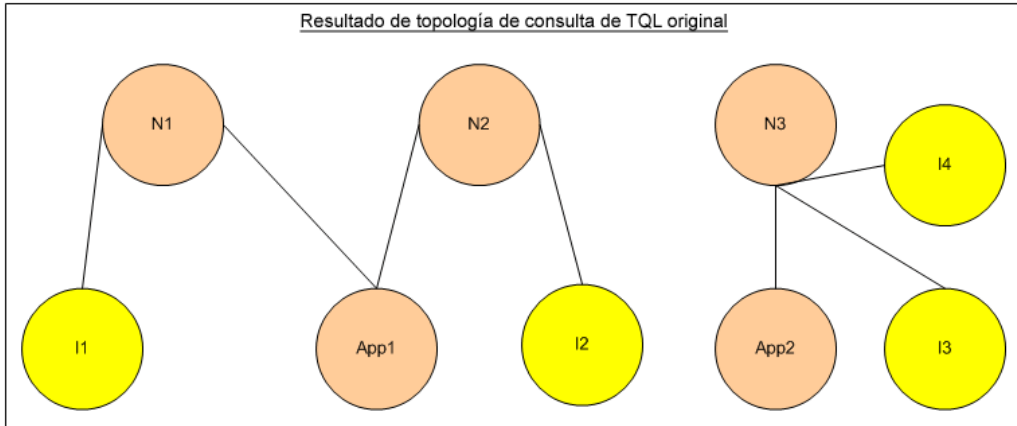 Resultado de topología de consulta de TQL original
N1
N2
N3
I4
I1
App1
I2
App2
I3